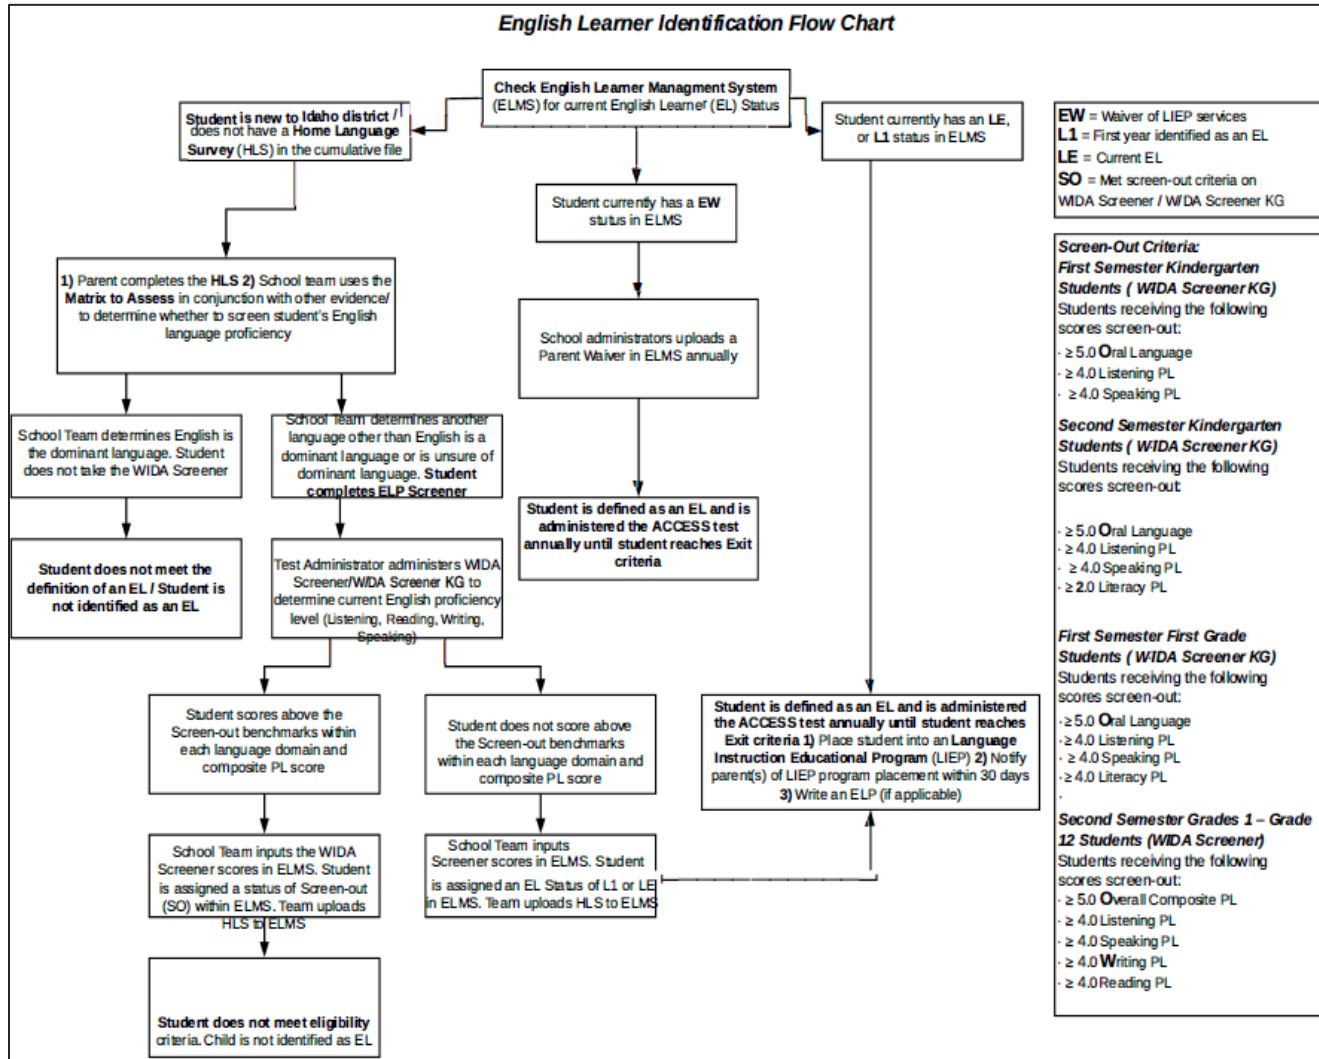 English Learner Identification Flow Chart
Check English Learner Managment System
(ELMS) for current English Learner (EL) Status
Student is new to Idaho district /
does not have a Home Language
Survey (HLS) in the cumulative file
Student currently has an LE,
or L1 status in ELMS
Student currently has a EW
stutus in ELMS
1) Parent completes the HLS 2) School team uses the
Matrix to Assess in conjunction with other evidence/
to determine whether to screen student's English
language proficiency
School administrators uploads a
Parent Waiver in ELMS annually
School Team determines English is
the dominant language. Student
does not take the WIDA Screener
School Team determines another
language other than English is a
dominant language or is unsure of
dominant language. Student
completes ELP Screener
Student is defined as an EL and is
administered the ACCESS test
annually until student reaches Exit
criteria
Student does not meet the
definition of an EL / Student is
not identified as an EL
Test Administrator administers WIDA
Screener/WIDA Screener KG to
determine current English proficiency
level (Listening, Reading, Writing,
Speaking)
Student scores above the
Screen-out benchmarks within
each language domain and
composite PL score
Student does not score above
the Screen-out benchmarks
within each language domain and
composite PL score
Student is defined as an EL and is administered
the ACCESS test annually until student reaches
Exit criteria 1) Place student into an Language
Instruction Educational Program (LIEP) 2) Notify
parent(s) of LIEP program placement within 30 days
3) Write an ELP (if applicable)
School Team inputs the WIDA
Screener scores in ELMS. Student
is assigned a status of Screen-out
(SO) within ELMS. Team uploads
HLS to ELMS
School Team inputs
Screener scores in ELMS. Student
is assigned an EL Status of L1 or LE
in ELMS. Team uploads HLS to ELMS
Student does not meet eligibility
criteria. Child is not identified as EL
EW = Waiver of LIEP services
L1 = First year identified as an EL
LE = Current EL
SO = Met screen-out criteria on
WIDA Screener / WIDA Screener KG
Screen-Out Criteria:
First Semester Kindergarten
Students ( WIDA Screener KG)
Students receiving the following
scores screen-out:
· ≥ 5.0 Oral Language
· ≥ 4.0 Listening PL
· ≥ 4.0 Speaking PL
Second Semester Kindergarten
Students ( WIDA Screener KG)
Students receiving the following
scores screen-out:
· ≥ 5.0 Oral Language
· ≥ 4.0 Listening PL
· ≥ 4.0 Speaking PL
· ≥ 2.0 Literacy PL
First Semester First Grade
Students ( WIDA Screener KG)
Students receiving the following
scores screen-out:
· ≥ 5.0 Oral Language
· ≥ 4.0 Listening PL
· ≥ 4.0 Speaking PL
· ≥ 4.0 Literacy PL
·
Second Semester Grades 1 – Grade
12 Students (WIDA Screener)
Students receiving the following
scores screen-out:
· ≥ 5.0 Overall Composite PL
· ≥ 4.0 Listening PL
· ≥ 4.0 Speaking PL
· ≥ 4.0 Writing PL
· ≥ 4.0 Reading PL